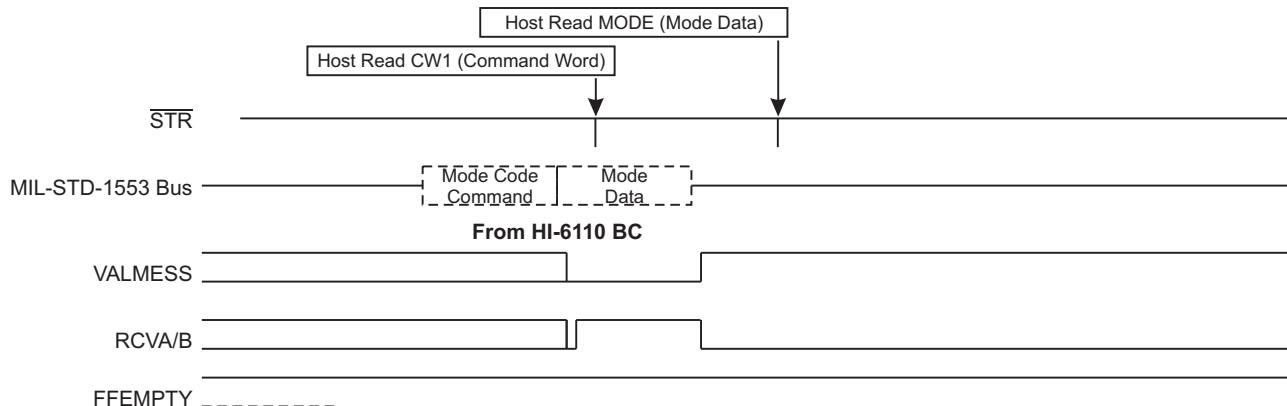 Host Read MODE (Mode Data)
Host Read CW1 (Command Word)
STR
MIL-STD-1553 Bus
Mode Code
Command
Mode
Data
From HI-6110 BC
VALMESS
RCVA/B
FFEMPTY